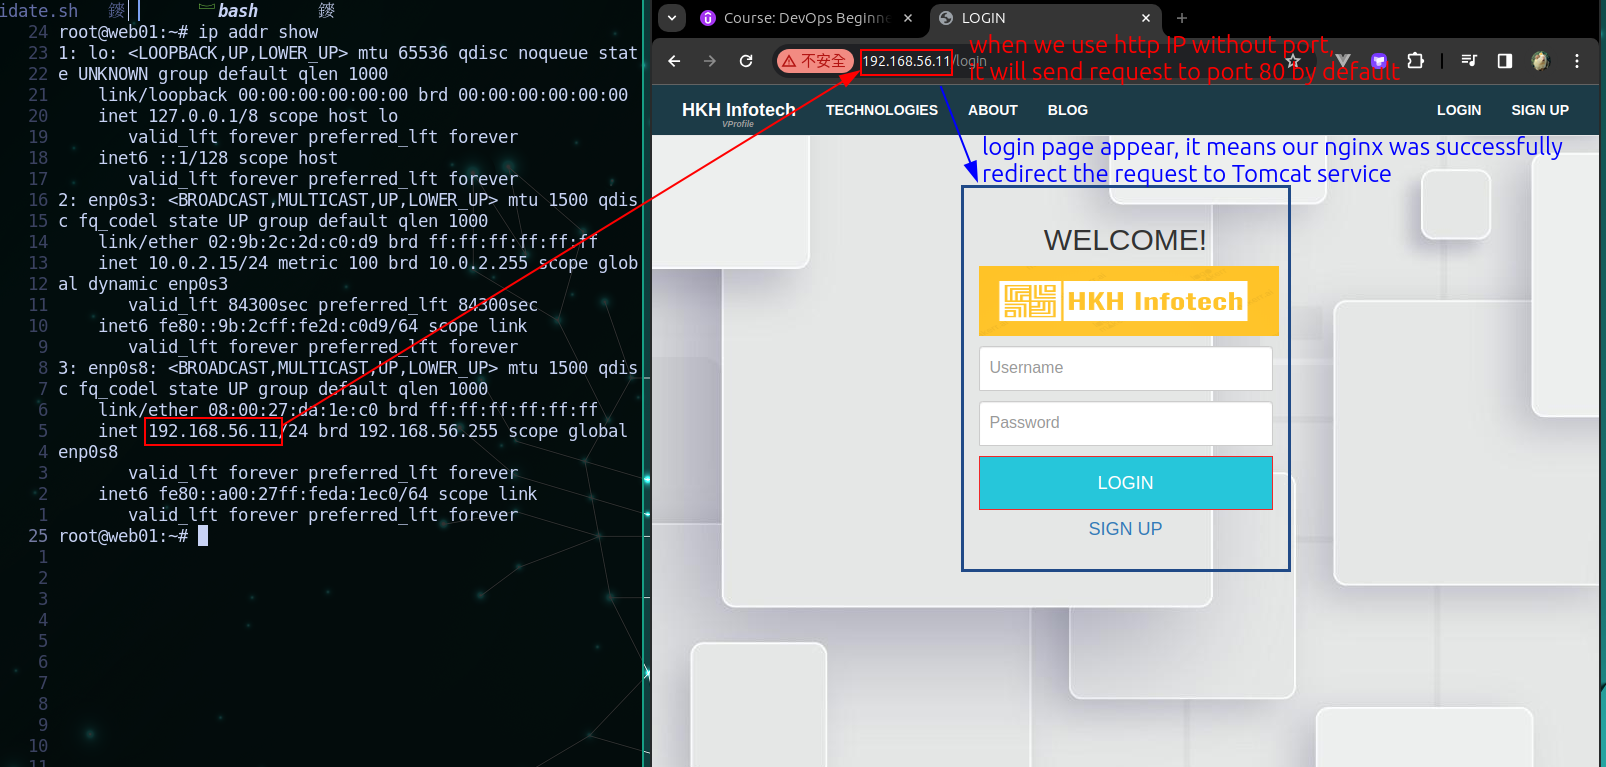 idate.sh 鑀 bash 鑀
24 root@web01:~# ip addr show
23 1: lo: <LOOPBACK,UP,LOWER_UP> mtu 65536 qdisc noqueue stat
22 e UNKNOWN group default qlen 1000
21 link/loopback 00:00:00:00:00:00 brd 00:00:00:00:00:00
20 inet 127.0.0.1/8 scope host lo
19 valid_lft forever preferred_lft forever
18 inet6 ::1/128 scope host
17 valid_lft forever preferred_lft forever
16 2: enp0s3: <BROADCAST,MULTICAST,UP,LOWER_UP> mtu 1500 qdis
15 c fq_codel state UP group default qlen 1000
14 link/ether 02:9b:2c:2d:c0:d9 brd ff:ff:ff:ff:ff:ff
13 inet 10.0.2.15/24 metric 100 brd 10.0.2.255 scope glob
12 al dynamic enp0s3
11 valid_lft 84300sec preferred_lft 84300sec
10 inet6 fe80::9b:2cff:fe2d:c0d9/64 scope link
9 valid_lft forever preferred_lft forever
8 3: enp0s8: <BROADCAST,MULTICAST,UP,LOWER_UP> mtu 1500 qdis
7 c fq_codel state UP group default qlen 1000
6 link/ether 08:00:27:da:1e:c0 brd ff:ff:ff:ff:ff:ff
5 inet 192.168.56.11/24 brd 192.168.56.255 scope global
4 enp0s8
3 valid_lft forever preferred_lft forever
2 inet6 fe80::a00:27ff:feda:1ec0/64 scope link
1 valid_lft forever preferred_lft forever
25 root@web01:~#
1
2
3
4
5
6
7
8
9
10
11
Course: DevOps Beginne
LOGIN
不安全 192.168.56.11/login
when we use http IP without port,
it will send request to port 80 by default
HKH Infotech TECHNOLOGIES ABOUT BLOG LOGIN SIGN UP
VProfile
login page appear, it means our nginx was successfully
redirect the request to Tomcat service
WELCOME!
HKH Infotech
Username
Password
LOGIN
SIGN UP